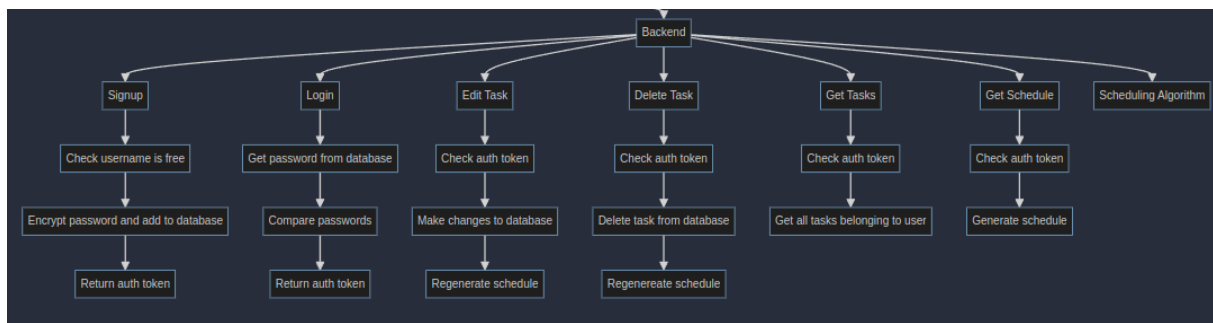 Backend
Signup
Login
Edit Task
Delete Task
Get Tasks
Get Schedule
Scheduling Algorithm
Check username is free
Get password from database
Check auth token
Check auth token
Check auth token
Check auth token
Encrypt password and add to database
Compare passwords
Make changes to database
Delete task from database
Get all tasks belonging to user
Generate schedule
Return auth token
Return auth token
Regenerate schedule
Regenereate schedule